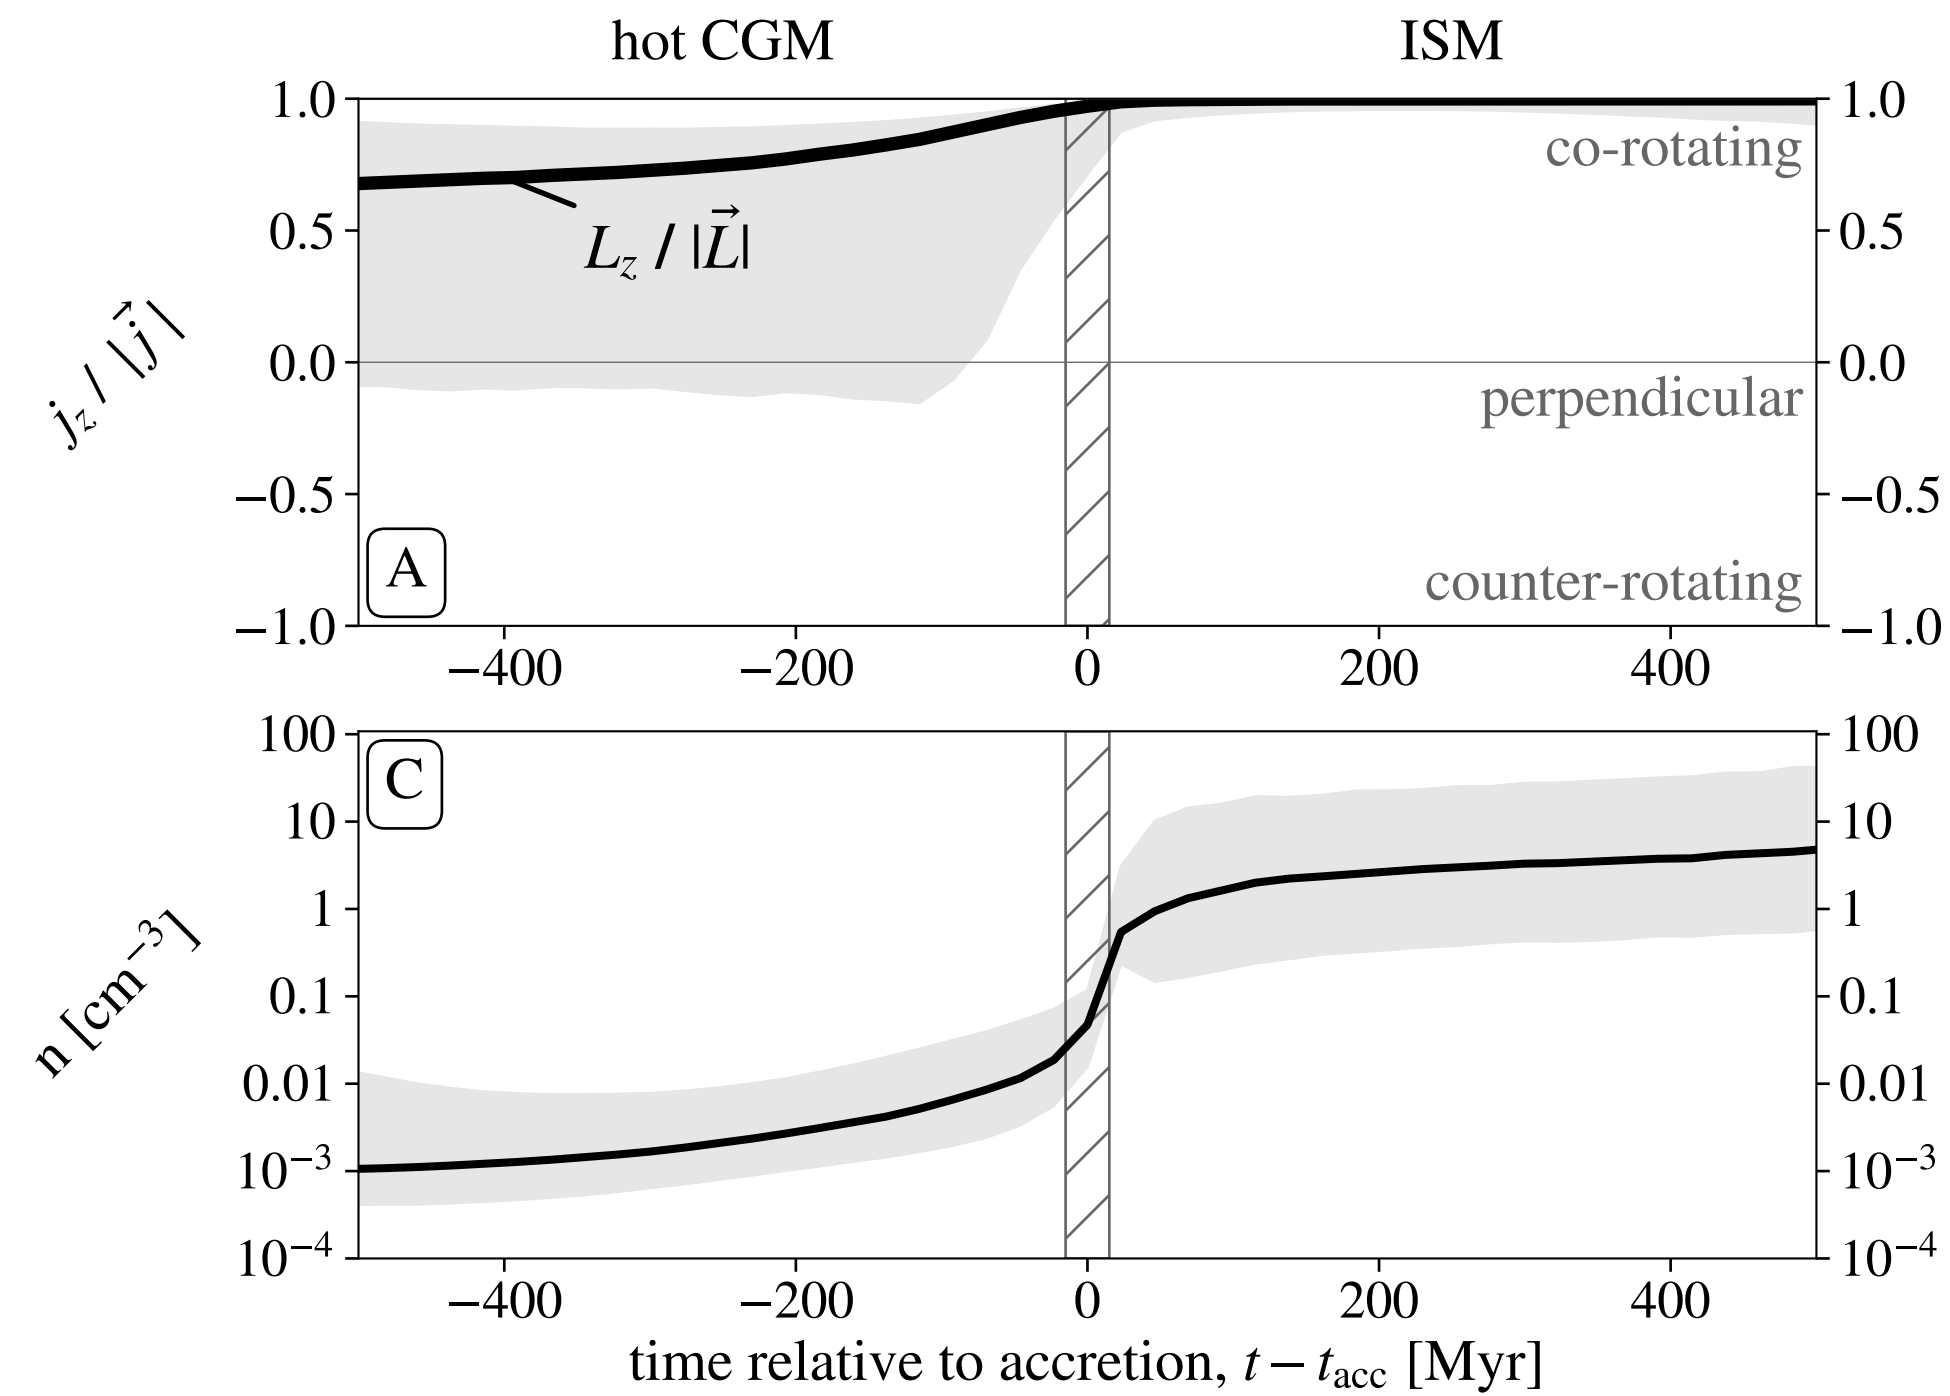 hot CGM ISM
1.0 1.0
co-rotating
0.5 L_z / |\vec{L}| 0.5
j_z / |\vec{j}|
0.0 0.0
perpendicular
−0.5 −0.5
A counter-rotating
−1.0 −1.0
−400 −200 0 200 400
100 100
C
10 10
1 1
n [cm⁻³]
0.1 0.1
0.01 0.01
10⁻³ 10⁻³
10⁻⁴ 10⁻⁴
−400 −200 0 200 400
time relative to accretion, t − t_acc [Myr]